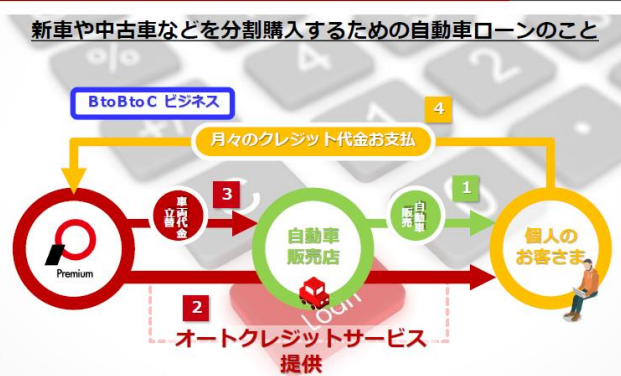 新車や中古車などを分割購入するための自動車ローンのこと
BtoBtoC ビジネス
4
月々のクレジット代金お支払
1
3
車両代金
立替
自動車
販売
自動車
販売店
個人の
お客さま
Premium
2
Loan
オートクレジットサービス
提供